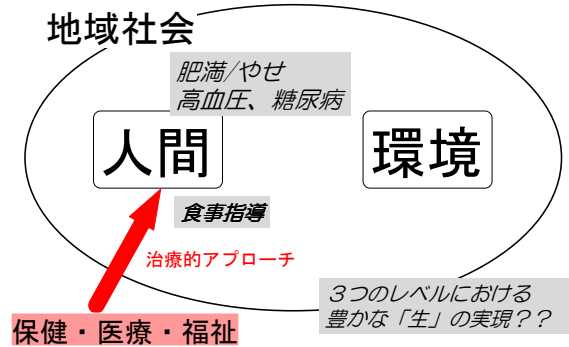 地域社会
肥満/やせ
高血圧、糖尿病
人間
環境
食事指導
治療的アプローチ
保健・医療・福祉
３つのレベルにおける
豊かな「生」の実現？？